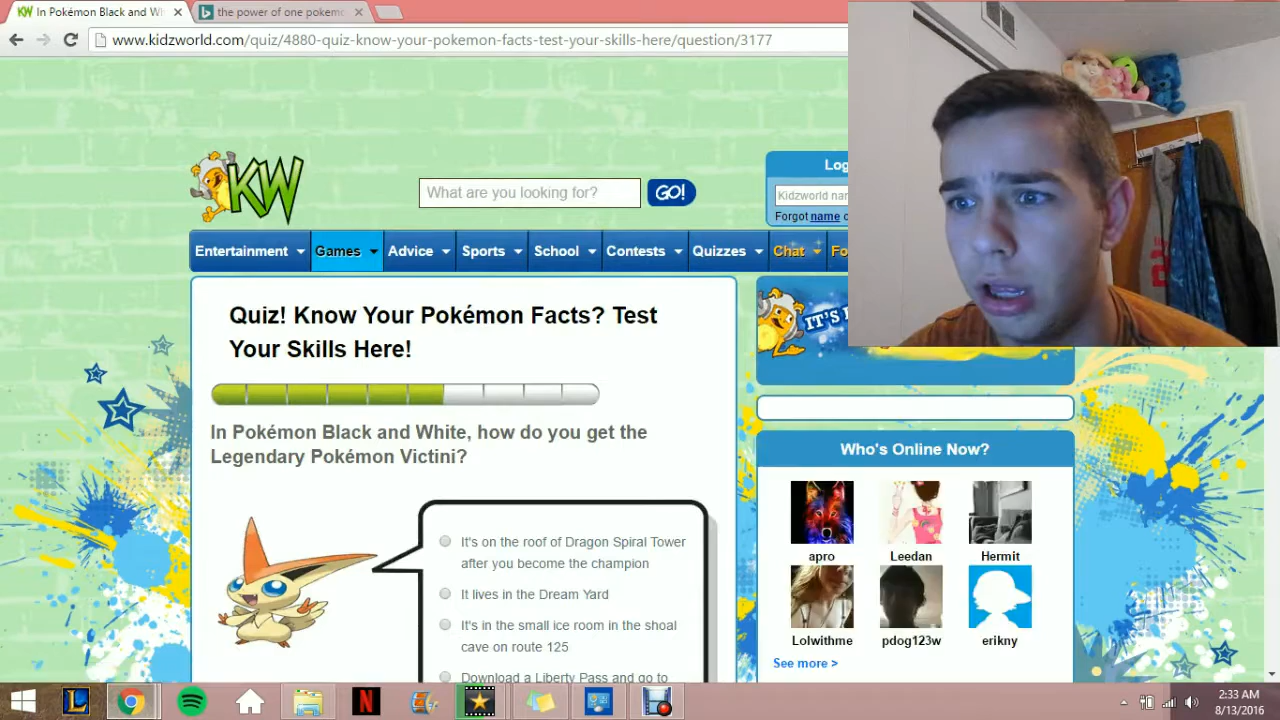 In Pokémon Black and Wh
the power of one pokemo
www.kidzworld.com/quiz/4880-quiz-know-your-pokemon-facts-test-your-skills-here/question/3177
KW
What are you looking for?
GO!
Log
Kidzworld nam
Forgot name o
Entertainment
Games
Advice
Sports
School
Contests
Quizzes
Chat
Fo
Quiz! Know Your Pokémon Facts? Test
Your Skills Here!
In Pokémon Black and White, how do you get the
Legendary Pokémon Victini?
It's on the roof of Dragon Spiral Tower
after you become the champion
It lives in the Dream Yard
It's in the small ice room in the shoal
cave on route 125
Download a Liberty Pass and go to
IT'S
Who's Online Now?
apro
Leedan
Hermit
Lolwithme
pdog123w
erikny
See more >
2:33 AM
8/13/2016